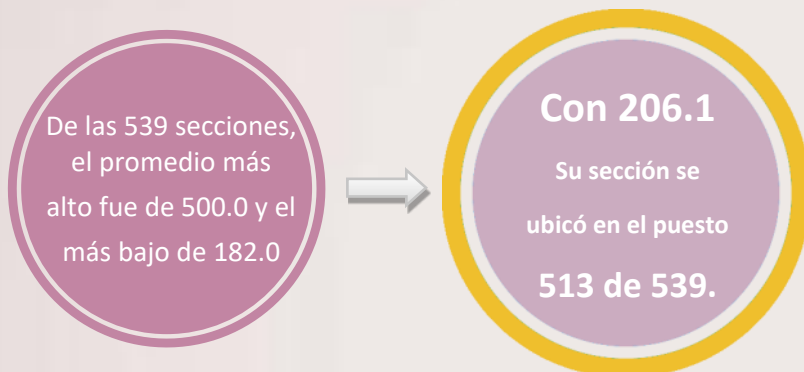 De las 539 secciones,
el promedio más
alto fue de 500.0 y el
más bajo de 182.0
Con 206.1
Su sección se
ubicó en el puesto
513 de 539.